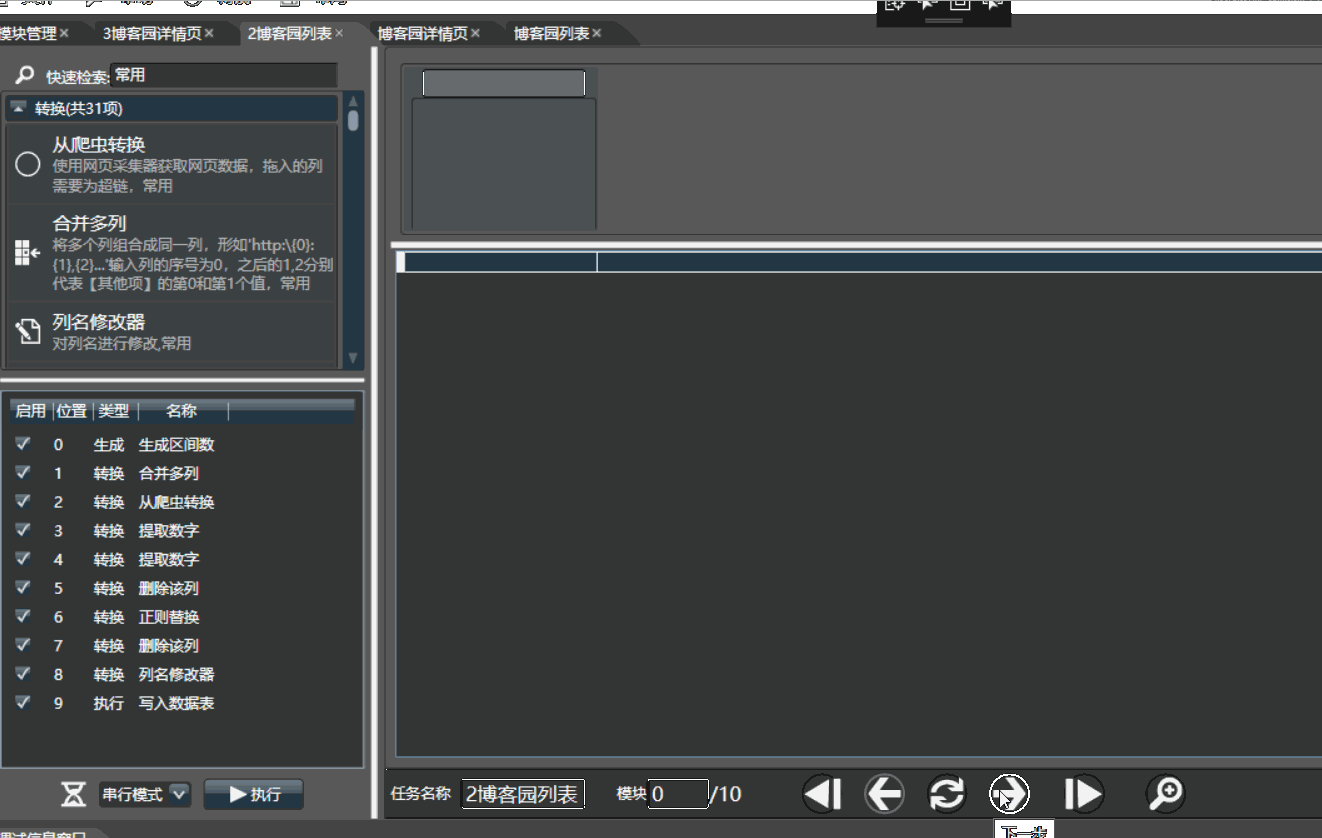 模块管理× 3博客园详情页× 2博客园列表× 博客园详情页× 博客园列表×
快速检索: 常用
转换(共31项)
从爬虫转换
使用网页采集器获取网页数据，拖入的列
需要为超链，常用
合并多列
将多个列组合成同一列，形如'http:\{0}:
{1},{2}...'输入列的序号为0，之后的1,2分别
代表【其他项】的第0和第1个值，常用
列名修改器
对列名进行修改,常用
启用 位置 类型 名称
0 生成 生成区间数
1 转换 合并多列
2 转换 从爬虫转换
3 转换 提取数字
4 转换 提取数字
5 转换 删除该列
6 转换 正则替换
7 转换 删除该列
8 转换 列名修改器
9 执行 写入数据表
串行模式 执行
任务名称 2博客园列表 模块 0 /10
下一步
调试信息窗口